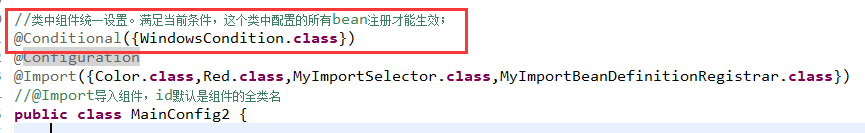 //类中组件统一设置。满足当前条件，这个类中配置的所有bean注册才能生效；
@Conditional({WindowsCondition.class})
@Configuration
@Import({Color.class,Red.class,MyImportSelector.class,MyImportBeanDefinitionRegistrar.class})
//@Import导入组件，id默认是组件的全类名
public class MainConfig2 {